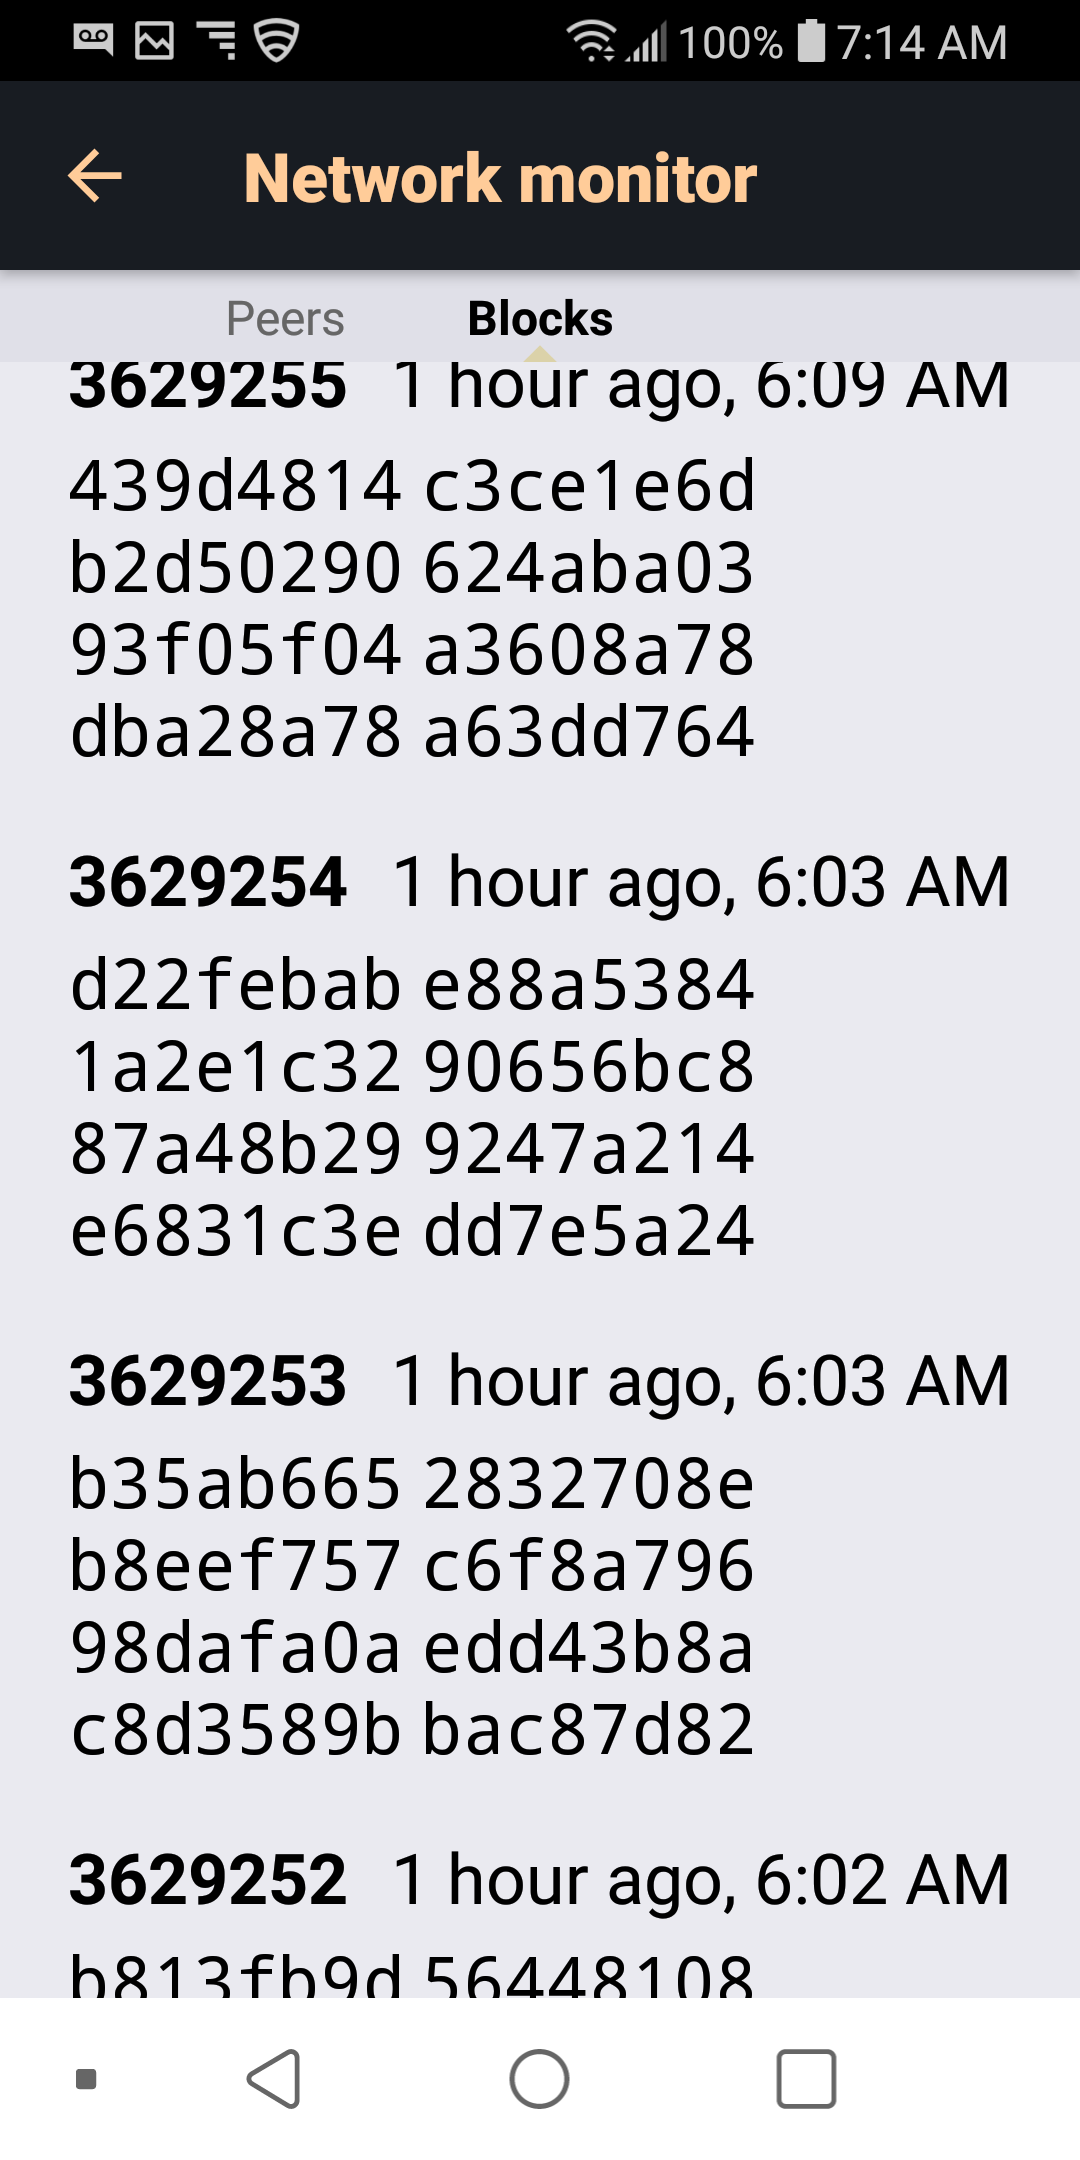 100% 7:14 AM
Network monitor
Peers Blocks
3629255 1 hour ago, 6:09 AM
439d4814 c3ce1e6d
b2d50290 624aba03
93f05f04 a3608a78
dba28a78 a63dd764
3629254 1 hour ago, 6:03 AM
d22febab e88a5384
1a2e1c32 90656bc8
87a48b29 9247a214
e6831c3e dd7e5a24
3629253 1 hour ago, 6:03 AM
b35ab665 2832708e
b8eef757 c6f8a796
98dafa0a edd43b8a
c8d3589b bac87d82
3629252 1 hour ago, 6:02 AM
b813fb9d 56448108